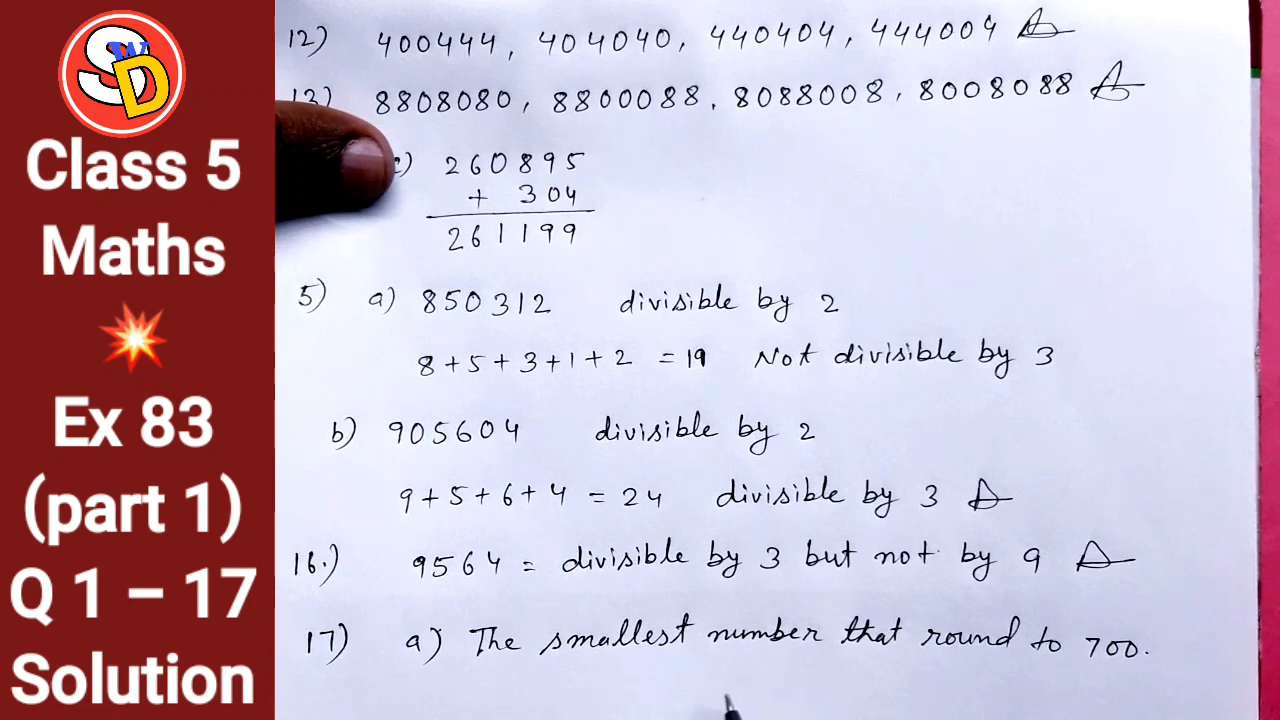 SWD
Class 5
Maths
Ex 83
(part 1)
Q 1 – 17
Solution
12) 400444, 404040, 440404, 444004
13) 8808080, 8800088, 8088008, 8008088
c) 260895
+ 304
261199
5) a) 850312 divisible by 2
8+5+3+1+2 = 19 Not divisible by 3
b) 905604 divisible by 2
9+5+6+4 = 24 divisible by 3
16.) 9564 = divisible by 3 but not by 9
17) a) The smallest number that round to 700.